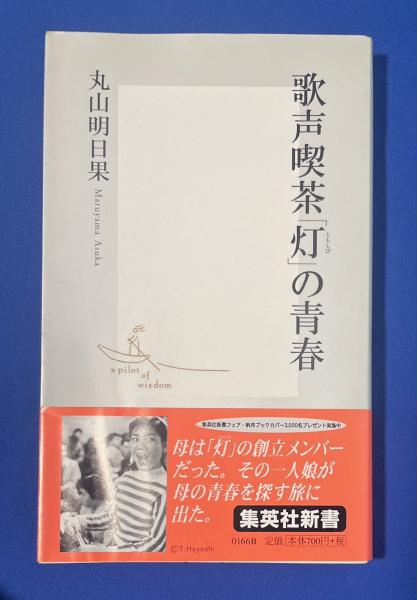 歌声喫茶「灯」の青春
ともしび
丸山明日果
Maruyama Asuka
a pilot
of
wisdom
集英社新書フェア・帆布ブックカバー3,000名プレゼント実施中
母は「灯」の創立メンバー
だった。その一人娘が
母の青春を探す旅に
出た。
集英社新書
0166B 定価 本体700円+税
©T.Hayashi